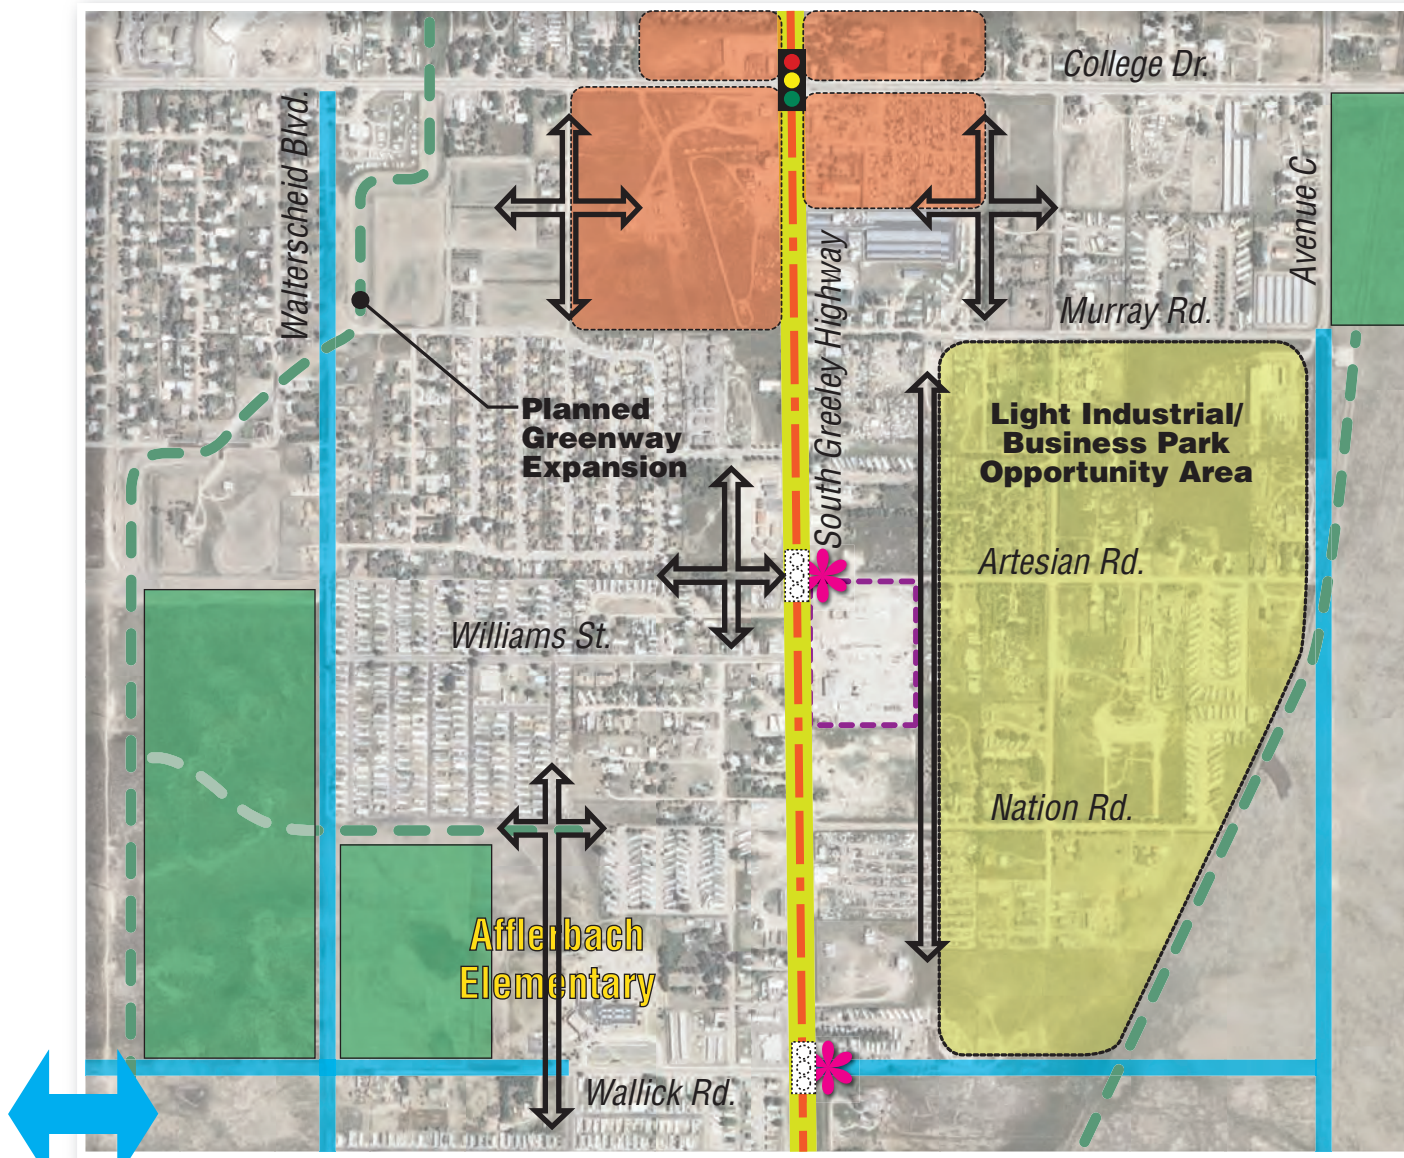 College Dr.
Walterscheid Blvd.
Avenue C
South Greeley Highway
Murray Rd.
Planned
Greenway
Expansion
Light Industrial/
Business Park
Opportunity Area
Artesian Rd.
Williams St.
Nation Rd.
Afflerbach
Elementary
Wallick Rd.